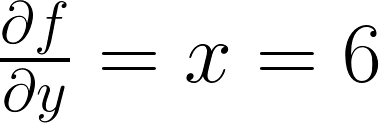 ∂f/∂y = x = 6